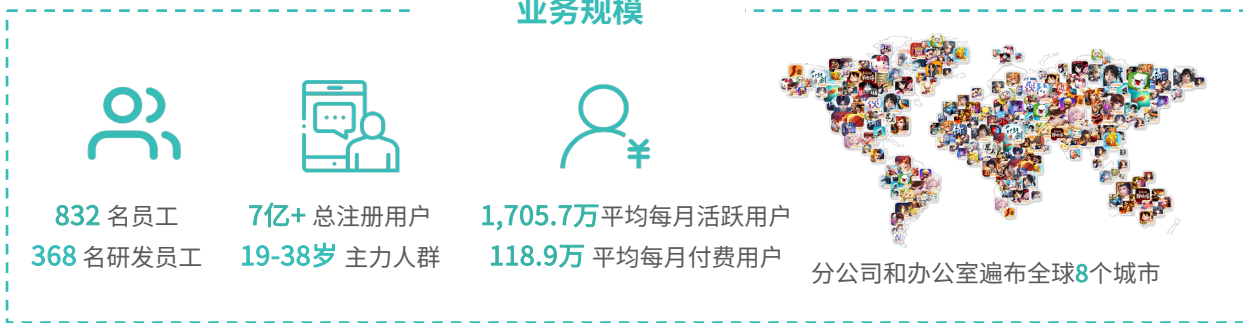 业务规模
832 名员工
368 名研发员工
7亿+ 总注册用户
19-38岁 主力人群
1,705.7万平均每月活跃用户
118.9万 平均每月付费用户
分公司和办公室遍布全球8个城市